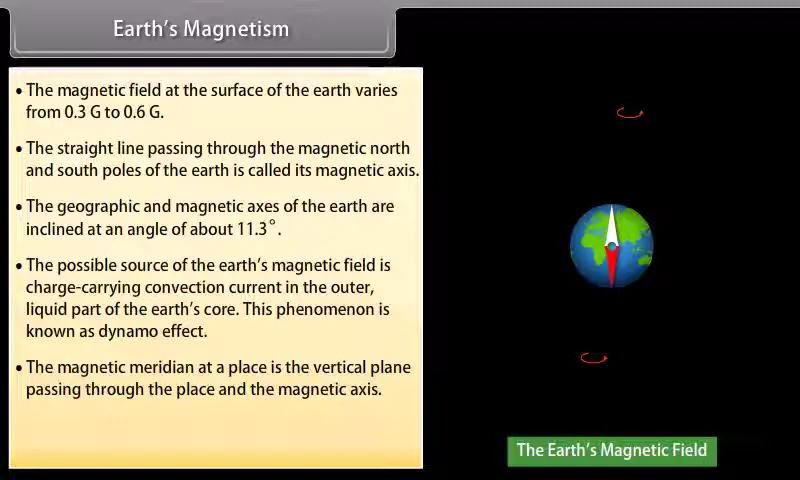 Earth's Magnetism
• The magnetic field at the surface of the earth varies
from 0.3 G to 0.6 G.
• The straight line passing through the magnetic north
and south poles of the earth is called its magnetic axis.
• The geographic and magnetic axes of the earth are
inclined at an angle of about 11.3°.
• The possible source of the earth's magnetic field is
charge-carrying convection current in the outer,
liquid part of the earth's core. This phenomenon is
known as dynamo effect.
• The magnetic meridian at a place is the vertical plane
passing through the place and the magnetic axis.
The Earth's Magnetic Field